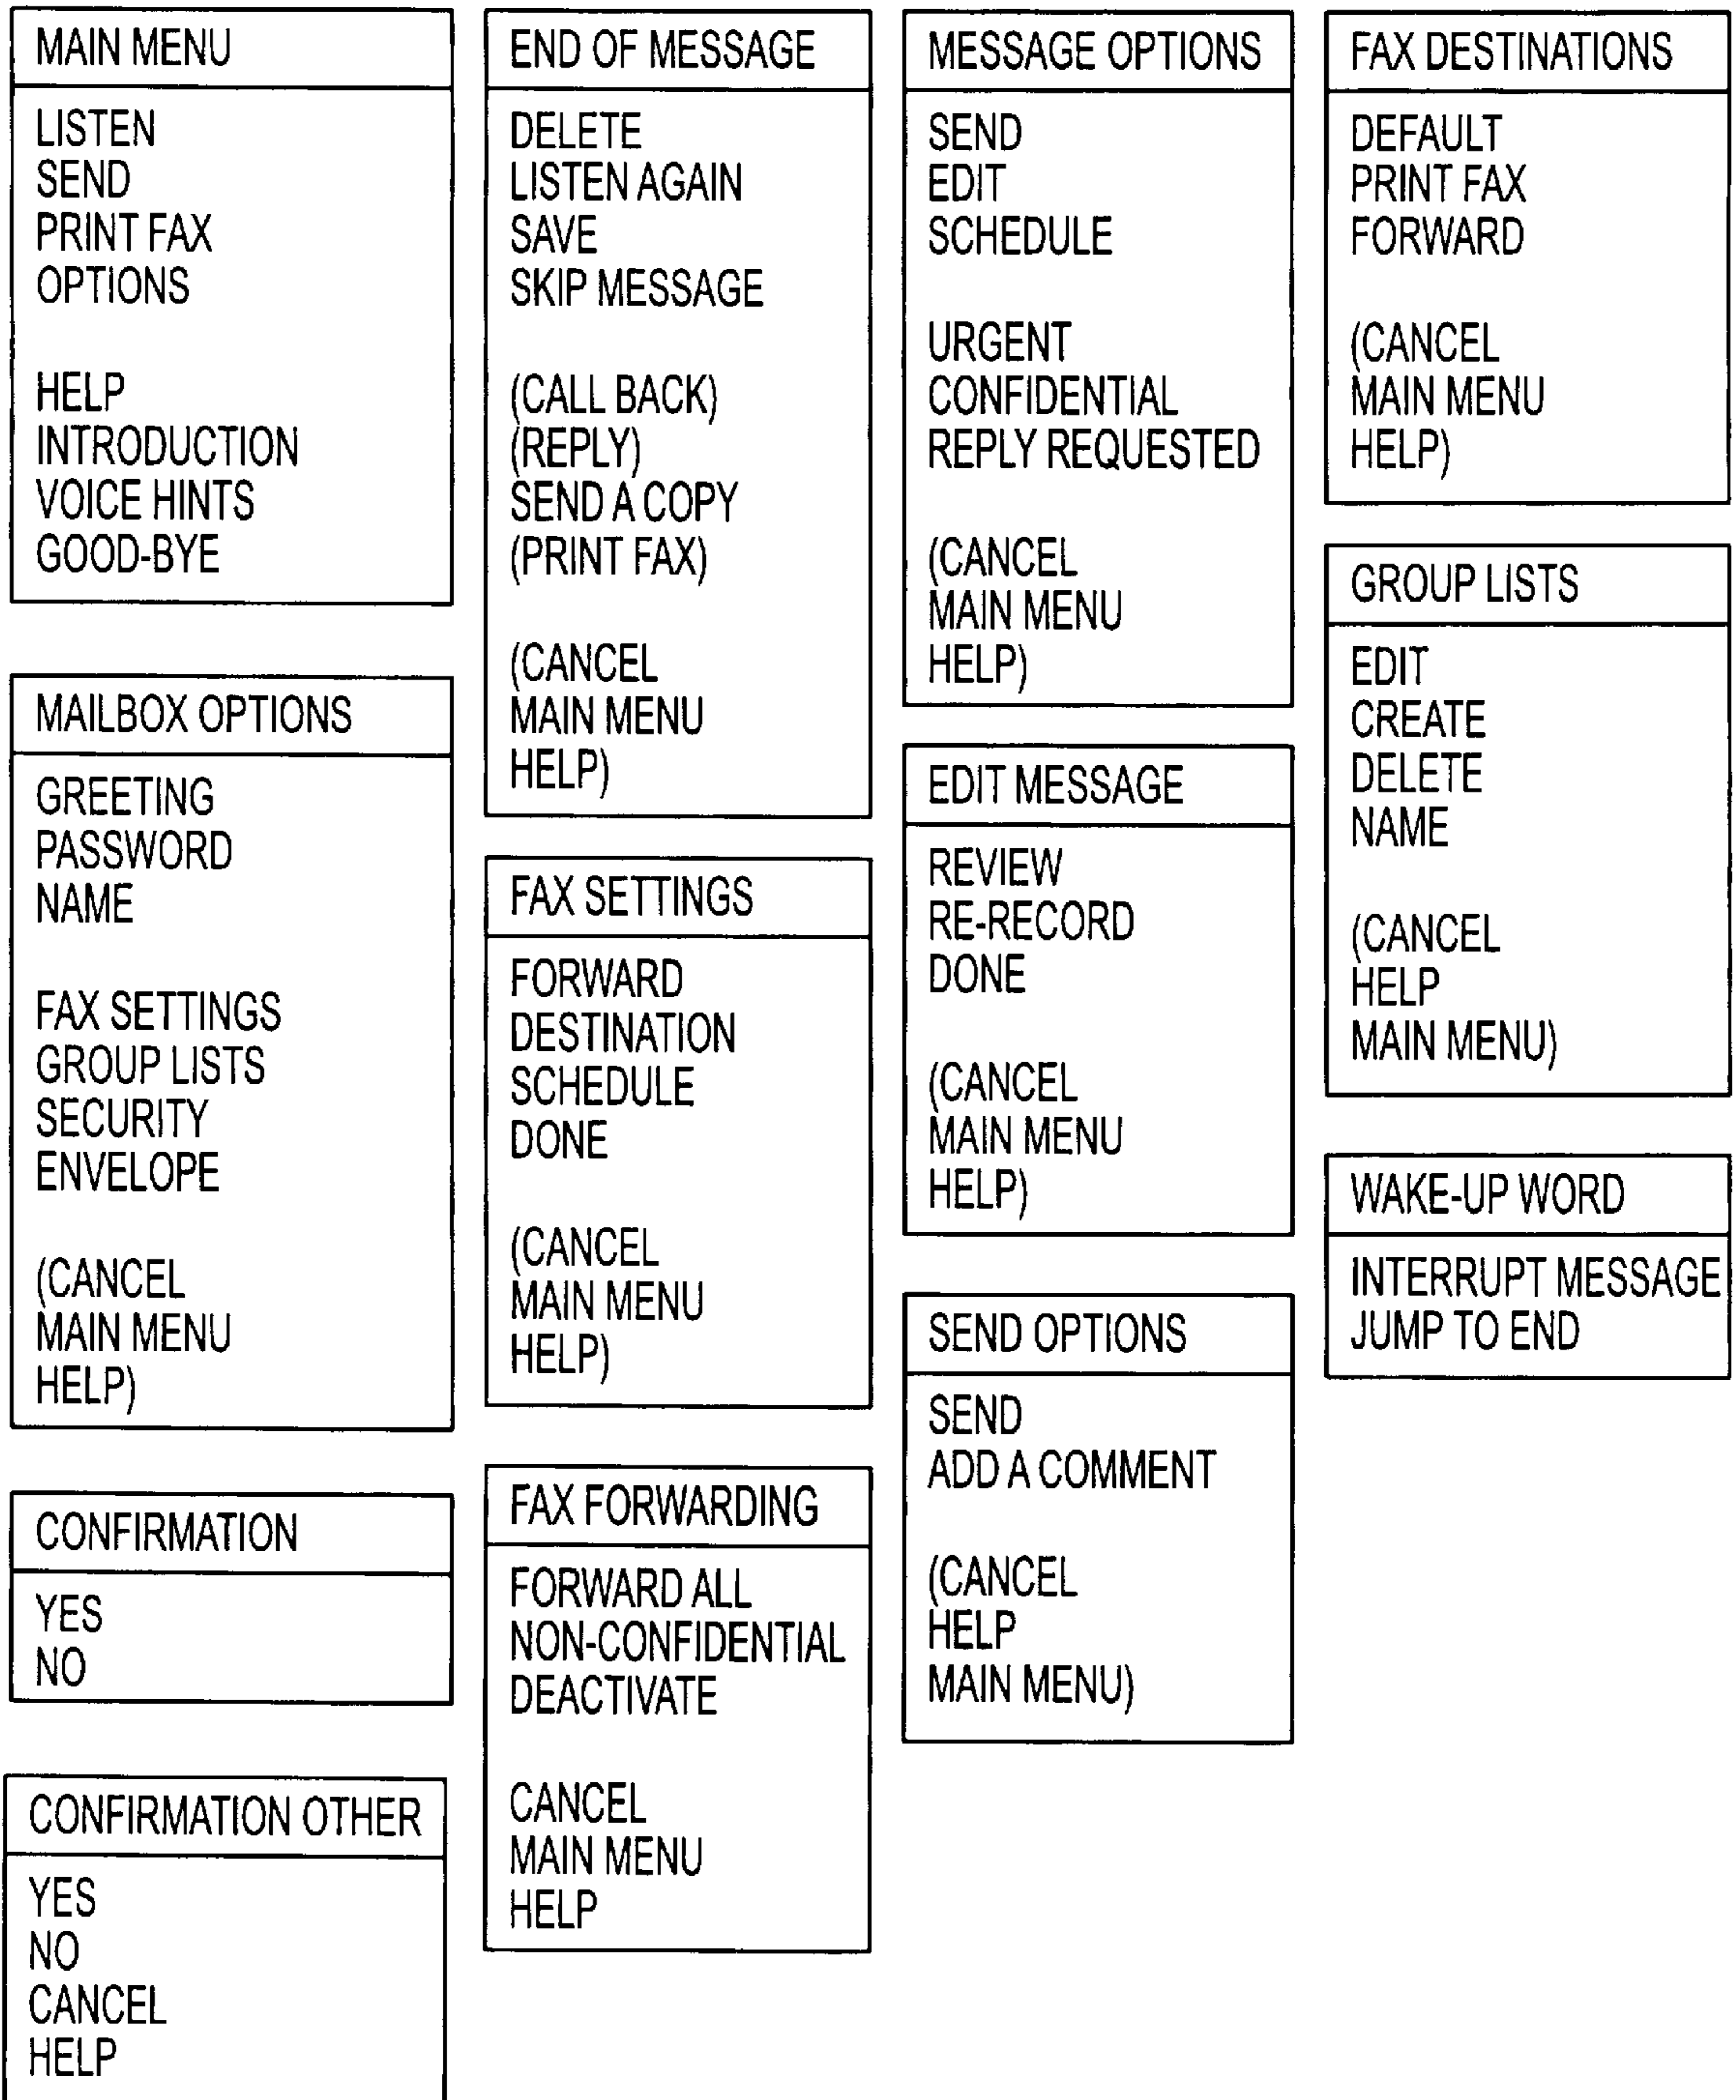 MAIN MENU
LISTEN
SEND
PRINT FAX
OPTIONS
HELP
INTRODUCTION
VOICE HINTS
GOOD-BYE
MAILBOX OPTIONS
GREETING
PASSWORD
NAME
FAX SETTINGS
GROUP LISTS
SECURITY
ENVELOPE
(CANCEL
MAIN MENU
HELP)
CONFIRMATION
YES
NO
CONFIRMATION OTHER
YES
NO
CANCEL
HELP
END OF MESSAGE
DELETE
LISTEN AGAIN
SAVE
SKIP MESSAGE
(CALL BACK)
(REPLY)
SEND A COPY
(PRINT FAX)
(CANCEL
MAIN MENU
HELP)
FAX SETTINGS
FORWARD
DESTINATION
SCHEDULE
DONE
(CANCEL
MAIN MENU
HELP)
FAX FORWARDING
FORWARD ALL
NON-CONFIDENTIAL
DEACTIVATE
CANCEL
MAIN MENU
HELP
MESSAGE OPTIONS
SEND
EDIT
SCHEDULE
URGENT
CONFIDENTIAL
REPLY REQUESTED
(CANCEL
MAIN MENU
HELP)
EDIT MESSAGE
REVIEW
RE-RECORD
DONE
(CANCEL
MAIN MENU
HELP)
SEND OPTIONS
SEND
ADD A COMMENT
(CANCEL
HELP
MAIN MENU)
FAX DESTINATIONS
DEFAULT
PRINT FAX
FORWARD
(CANCEL
MAIN MENU
HELP)
GROUP LISTS
EDIT
CREATE
DELETE
NAME
(CANCEL
HELP
MAIN MENU)
WAKE-UP WORD
INTERRUPT MESSAGE
JUMP TO END